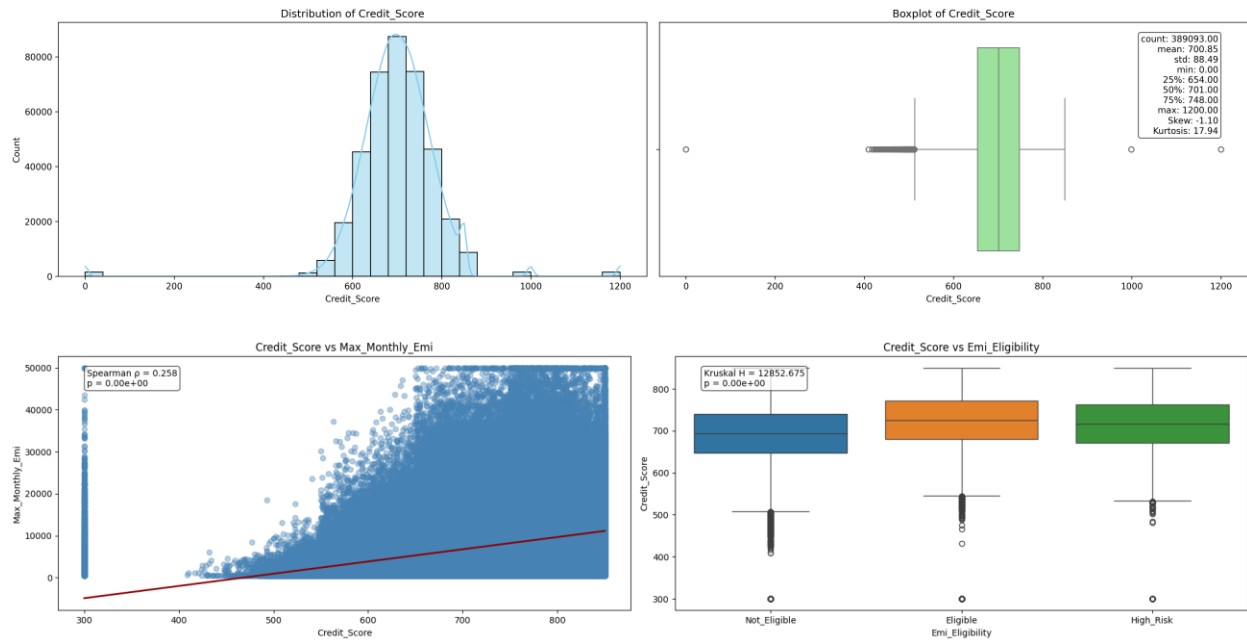 Distribution of Credit_Score
80000
60000
40000
20000
0
Count
0 200 400 600 800 1000 1200
Credit_Score
Boxplot of Credit_Score
count: 389093.00
mean: 700.85
std: 88.49
min: 0.00
25%: 654.00
50%: 701.00
75%: 748.00
max: 1200.00
Skew: -1.10
Kurtosis: 17.94
0 200 400 600 800 1000 1200
Credit_Score
Credit_Score vs Max_Monthly_Emi
Spearman ρ = 0.258
p = 0.00e+00
50000
40000
30000
20000
10000
0
Max_Monthly_Emi
300 400 500 600 700 800
Credit_Score
Credit_Score vs Emi_Eligibility
Kruskal H = 12852.675
p = 0.00e+00
800
700
600
500
400
300
Credit_Score
Not_Eligible Eligible High_Risk
Emi_Eligibility